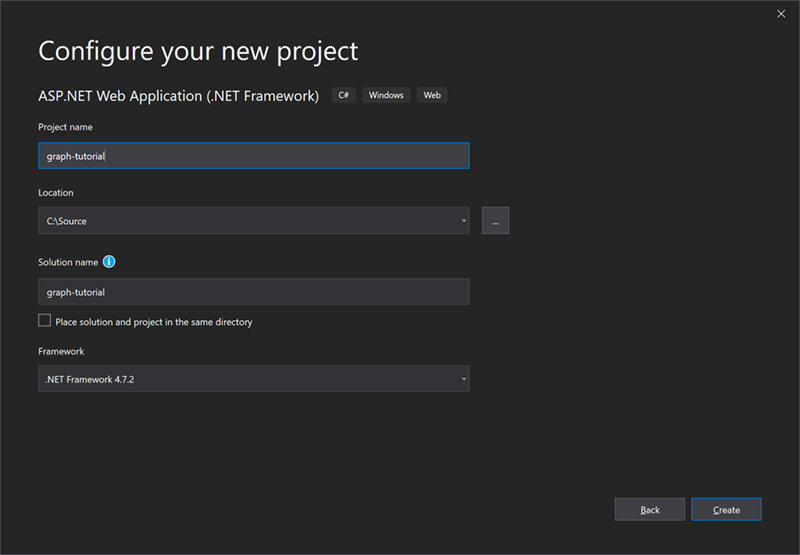 Configure your new project
ASP.NET Web Application (.NET Framework) C# Windows Web
Project name
graph-tutorial
Location
C:\Source
...
Solution name
graph-tutorial
Place solution and project in the same directory
Framework
.NET Framework 4.7.2
Back Create